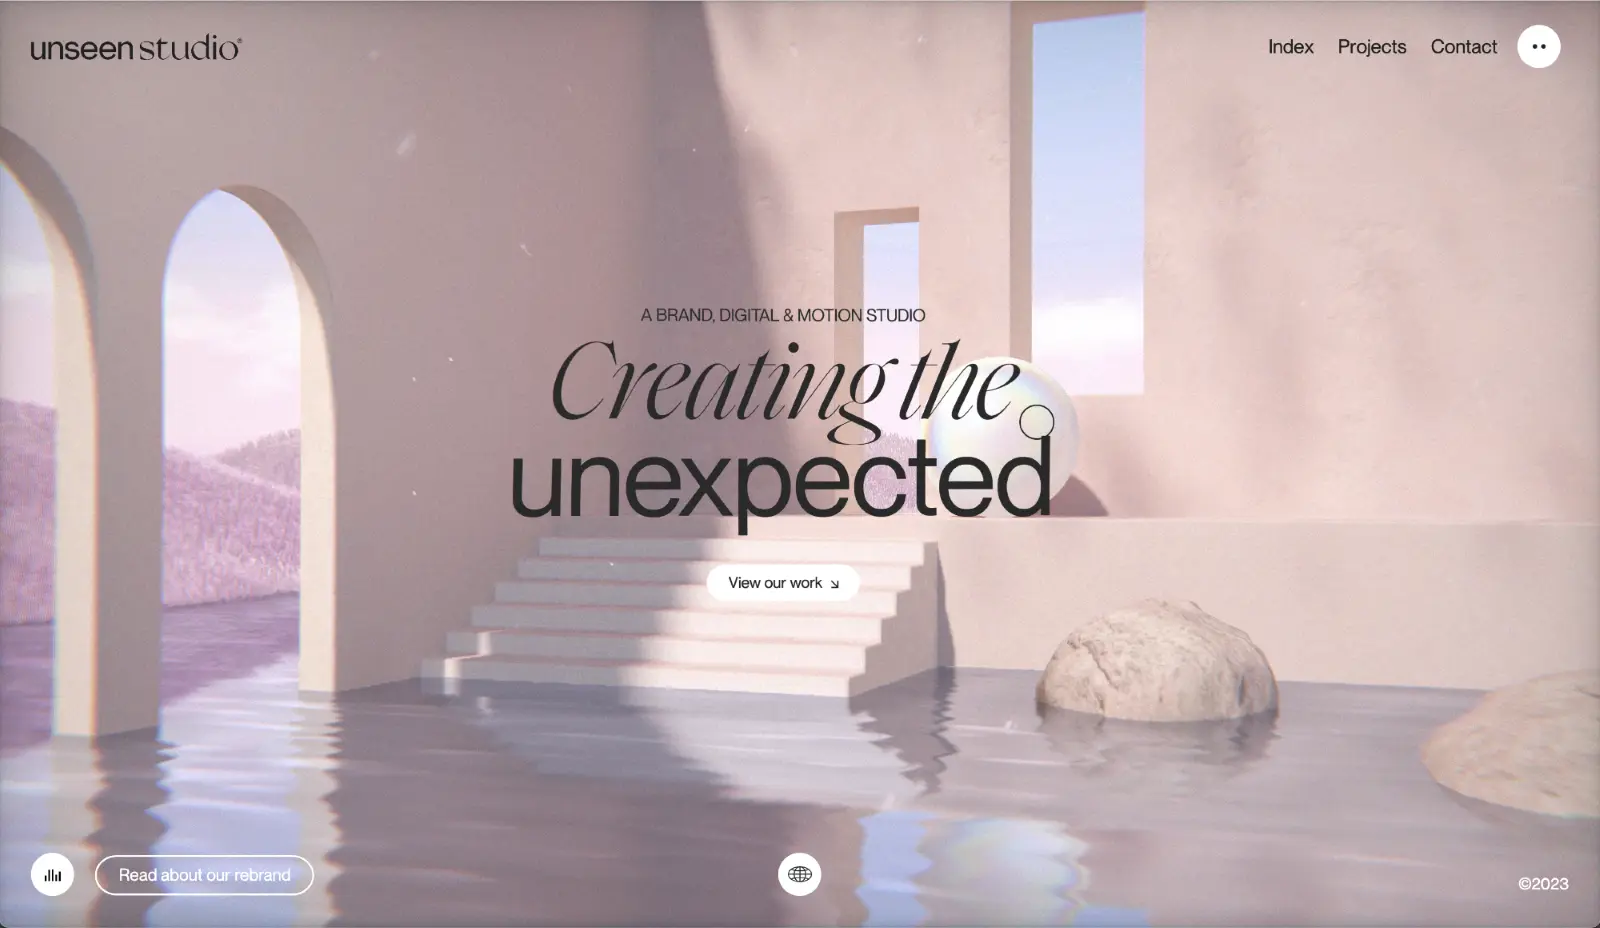 unseen studio®
Index Projects Contact
A BRAND, DIGITAL & MOTION STUDIO
Creating the
unexpected
View our work ↘
Read about our rebrand
©2023